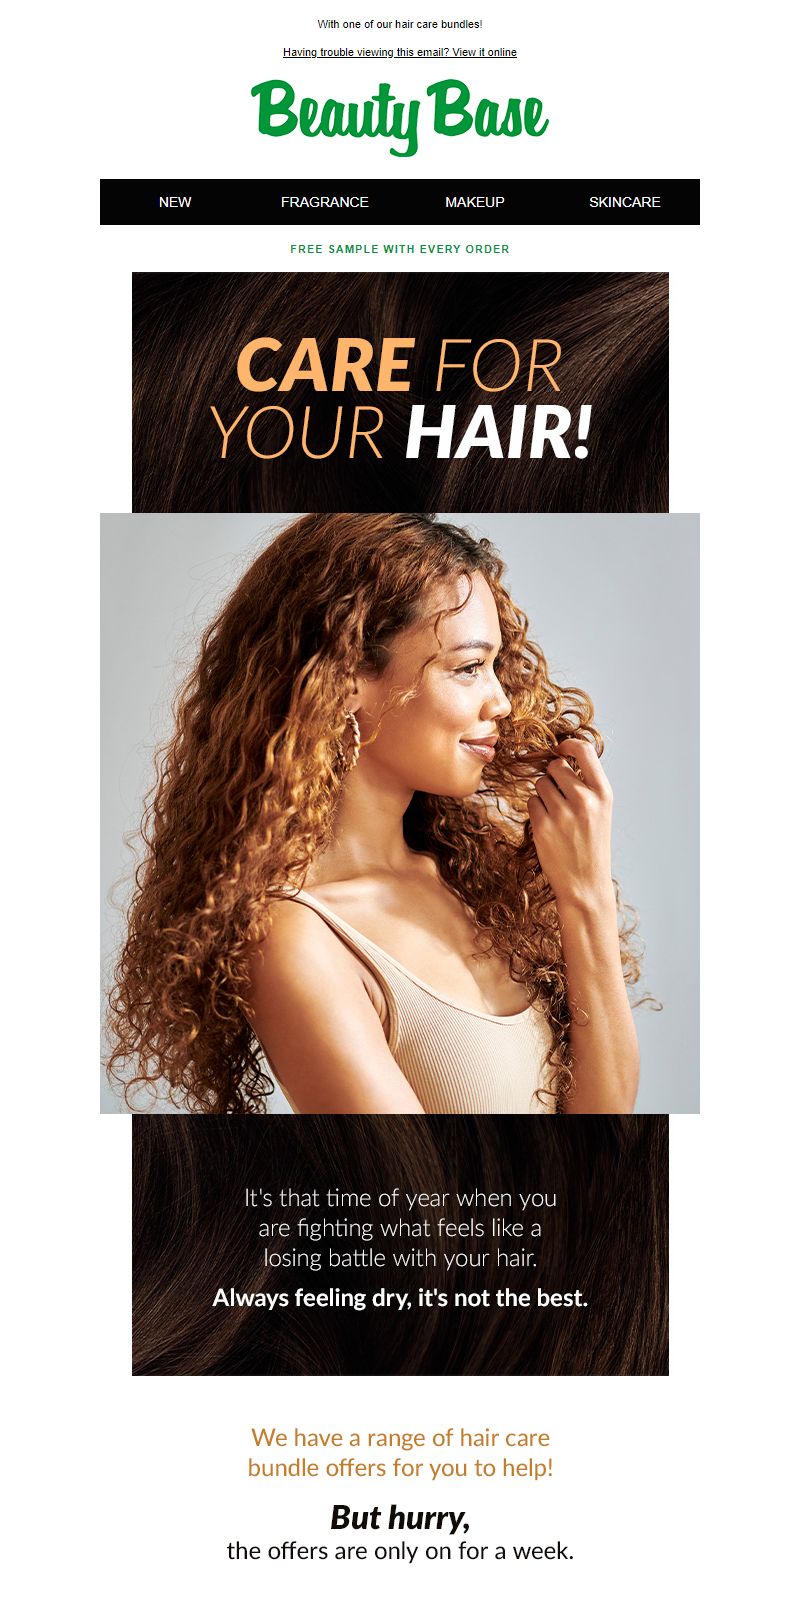 With one of our hair care bundles!
Having trouble viewing this email? View it online
Beauty Base
NEW FRAGRANCE MAKEUP SKINCARE
FREE SAMPLE WITH EVERY ORDER
CARE FOR
YOUR HAIR!
It's that time of year when you
are fighting what feels like a
losing battle with your hair.
Always feeling dry, it's not the best.
We have a range of hair care
bundle offers for you to help!
But hurry,
the offers are only on for a week.